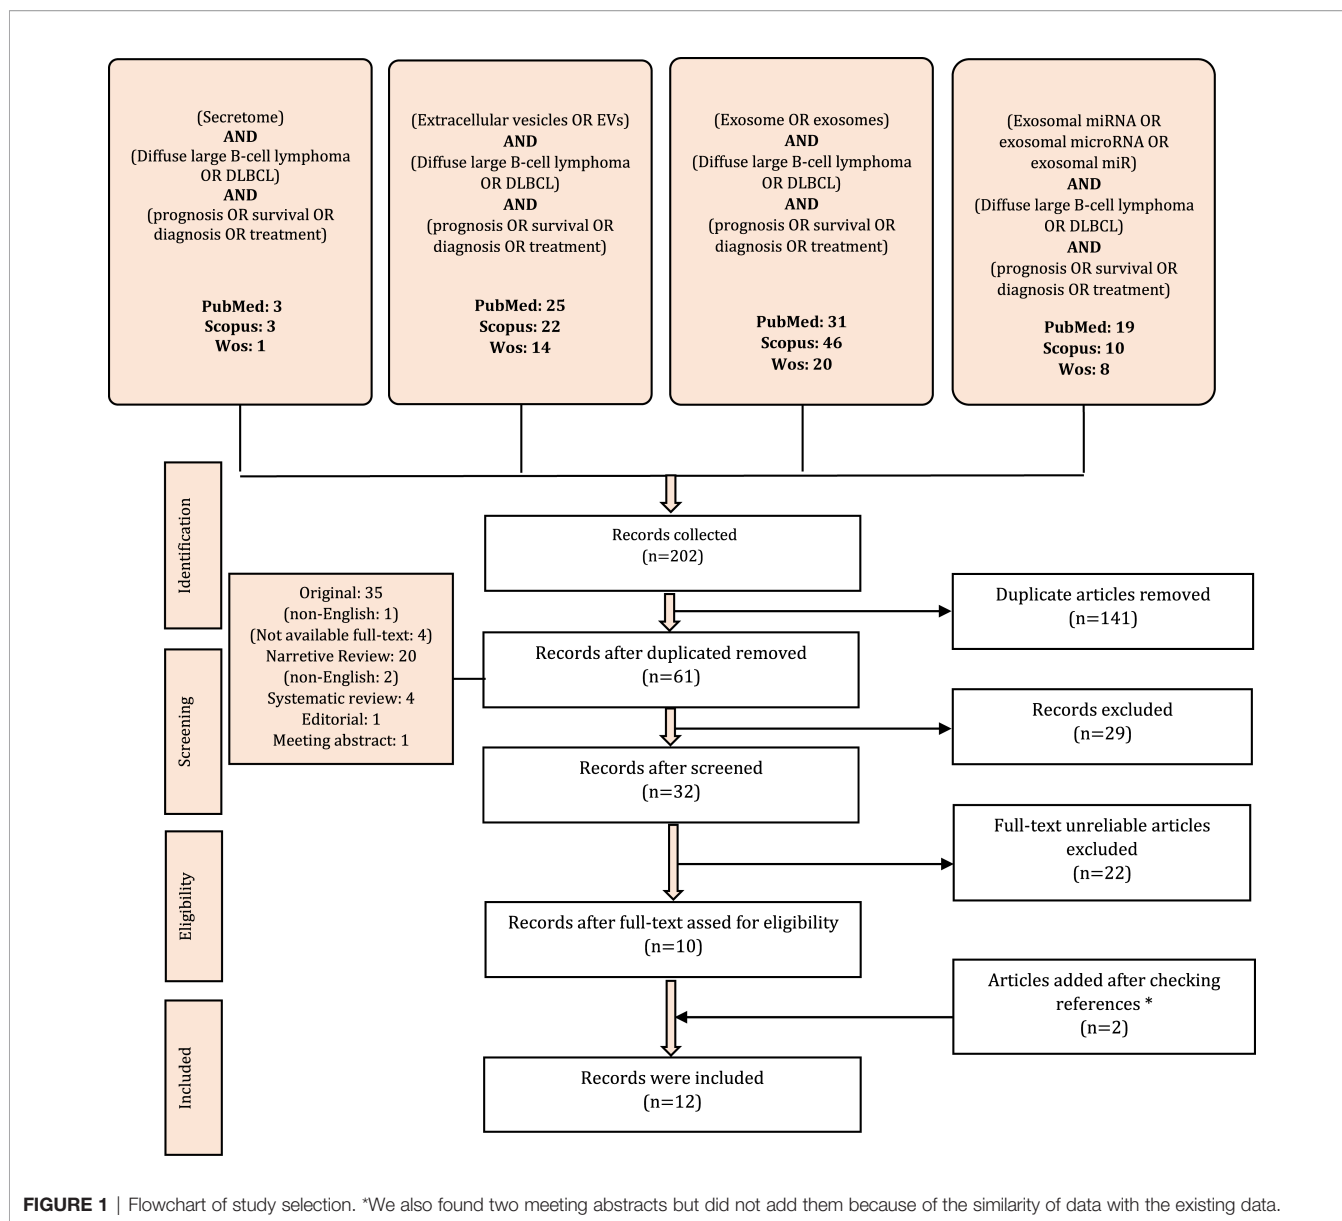 (Secretome)
AND
(Diffuse large B-cell lymphoma
OR DLBCL)
AND
(prognosis OR survival OR
diagnosis OR treatment)
PubMed: 3
Scopus: 3
Wos: 1
(Extracellular vesicles OR EVs)
AND
(Diffuse large B-cell lymphoma
OR DLBCL)
AND
(prognosis OR survival OR
diagnosis OR treatment)
PubMed: 25
Scopus: 22
Wos: 14
(Exosome OR exosomes)
AND
(Diffuse large B-cell lymphoma
OR DLBCL)
AND
(prognosis OR survival OR
diagnosis OR treatment)
PubMed: 31
Scopus: 46
Wos: 20
(Exosomal miRNA OR
exosomal microRNA OR
exosomal miR)
AND
(Diffuse large B-cell lymphoma
OR DLBCL)
AND
(prognosis OR survival OR
diagnosis OR treatment)
PubMed: 19
Scopus: 10
Wos: 8
Identification
Records collected
(n=202)
Duplicate articles removed
(n=141)
Original: 35
(non-English: 1)
(Not available full-text: 4)
Narretive Review: 20
(non-English: 2)
Systematic review: 4
Editorial: 1
Meeting abstract: 1
Records after duplicated removed
(n=61)
Screening
Records excluded
(n=29)
Records after screened
(n=32)
Full-text unreliable articles
excluded
(n=22)
Eligibility
Records after full-text assed for eligibility
(n=10)
Articles added after checking
references *
(n=2)
Included
Records were included
(n=12)
FIGURE 1 | Flowchart of study selection. *We also found two meeting abstracts but did not add them because of the similarity of data with the existing data.